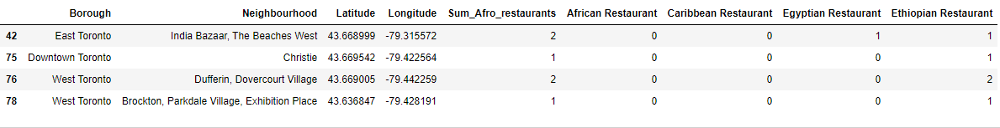 Borough Neighbourhood Latitude Longitude Sum_Afro_restaurants African Restaurant Caribbean Restaurant Egyptian Restaurant Ethiopian Restaurant
42 East Toronto India Bazaar, The Beaches West 43.668999 -79.315572 2 0 0 1 1
75 Downtown Toronto Christie 43.669542 -79.422564 1 0 0 0 1
76 West Toronto Dufferin, Dovercourt Village 43.669005 -79.442259 2 0 0 0 2
78 West Toronto Brockton, Parkdale Village, Exhibition Place 43.636847 -79.428191 1 0 0 0 1